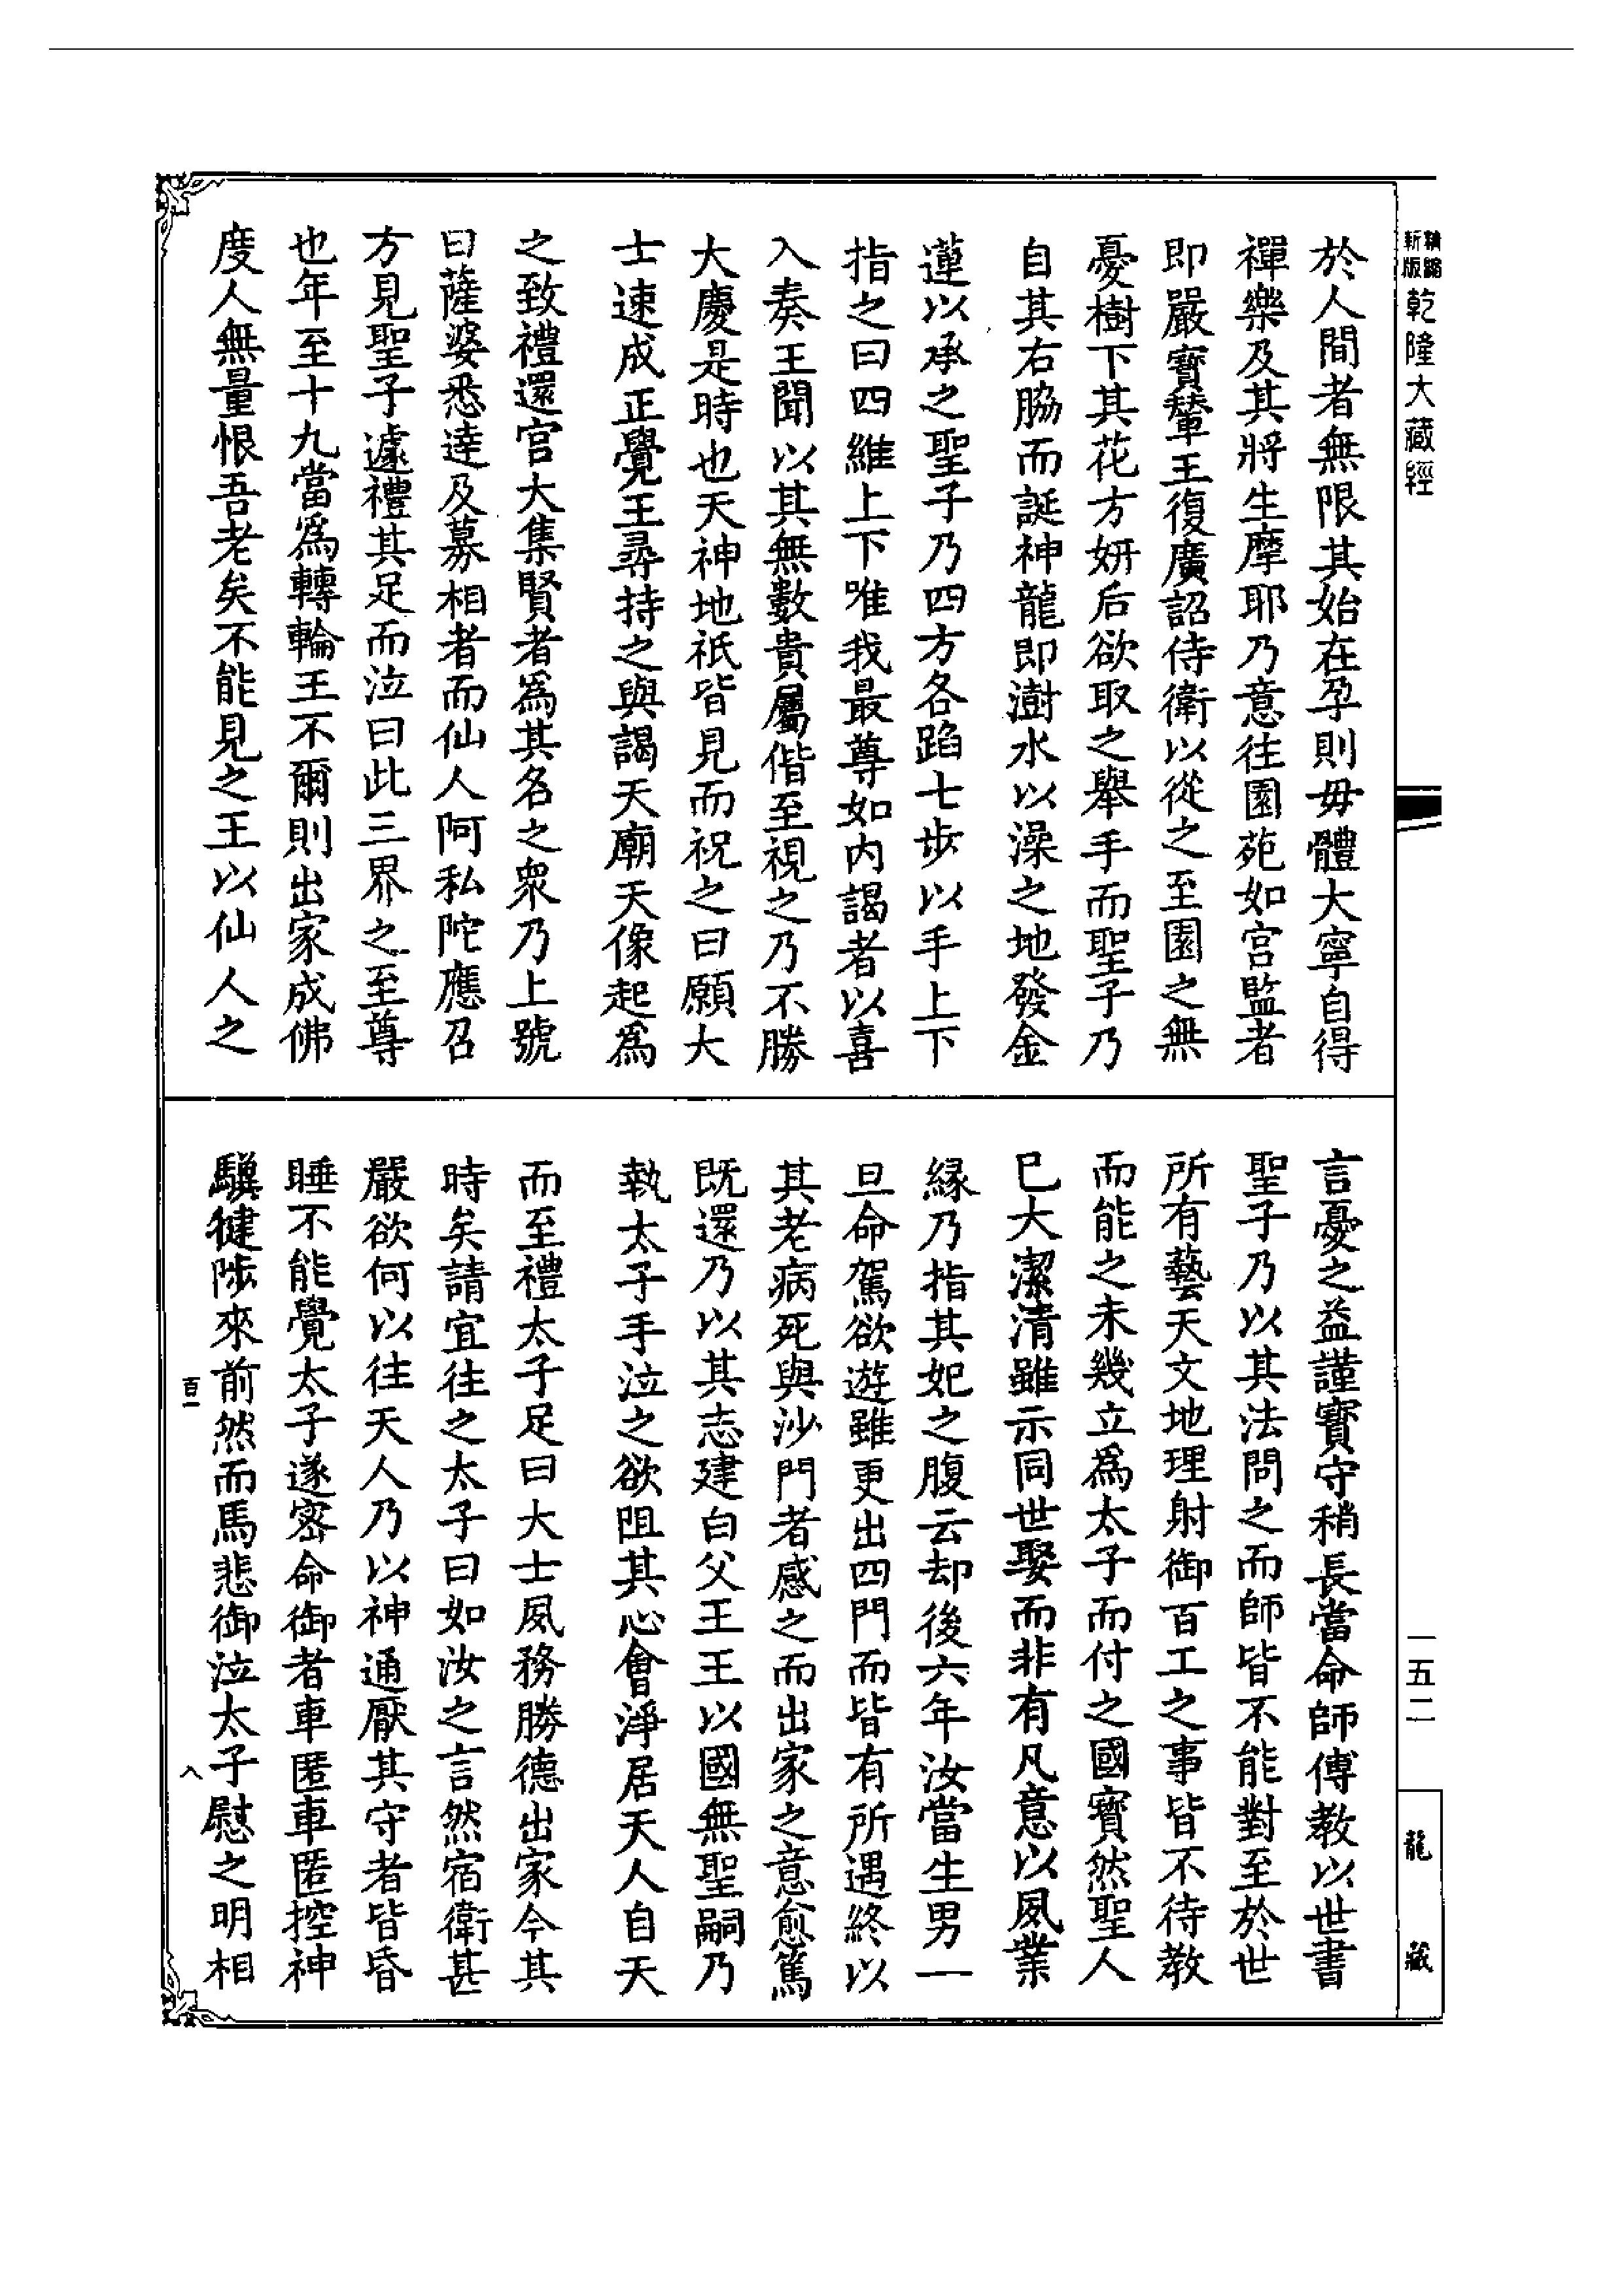 精縮新版乾隆大藏經
於人間者無限其始在孕則毋體大寧自得
禪樂及其將生摩耶乃意往園苑如宮監者
即嚴寶輦王復廣詔侍衛以從之至園之無
憂樹下其花方妍后欲取之舉手而聖子乃
自其右脇而誕神龍即澍水以澡之地發金
蓮以承之聖子乃四方各蹈七步以手上下
指之曰四維上下唯我最尊如內謁者以喜
入奏王聞以其無數貴屬偕至視之乃不勝
大慶是時也天神地祇皆見而祝之曰願大
士速成正覺王尋持之與謁天廟天像起為
之致禮還宮大集賢者為其名之衆乃上號
曰薩婆悉達及募相者而仙人阿私陀應召
方見聖子遽禮其足而泣曰此三界之至尊
也年至十九當為轉輪王不爾則出家成佛
度人無量恨吾老矣不能見之王以仙人之
言憂之益謹寶守稍長當命師傅教以世書
聖子乃以其法問之而師皆不能對至於世
所有藝天文地理射御百工之事皆不待教
而能之未幾立為太子而付之國寶然聖人
已大潔清雖示同世娶而非有凡意以夙業
緣乃指其妃之腹云却後六年汝當生男一
旦命駕欲遊雖更出四門而皆有所遇終以
其老病死與沙門者感之而出家之意愈篤
既還乃以其志建白父王王以國無聖嗣乃
執太子手泣之欲阻其心會淨居天人自天
而至禮太子足曰大士夙務勝德出家今其
時矣請宜往之太子曰如汝之言然宿衛甚
嚴欲何以往天人乃以神通厭其守者皆昏
睡不能覺太子遂密命御者車匿車匿控神
驥犍陟來前然而馬悲御泣太子慰之明相
百一
八
一五二
龍藏